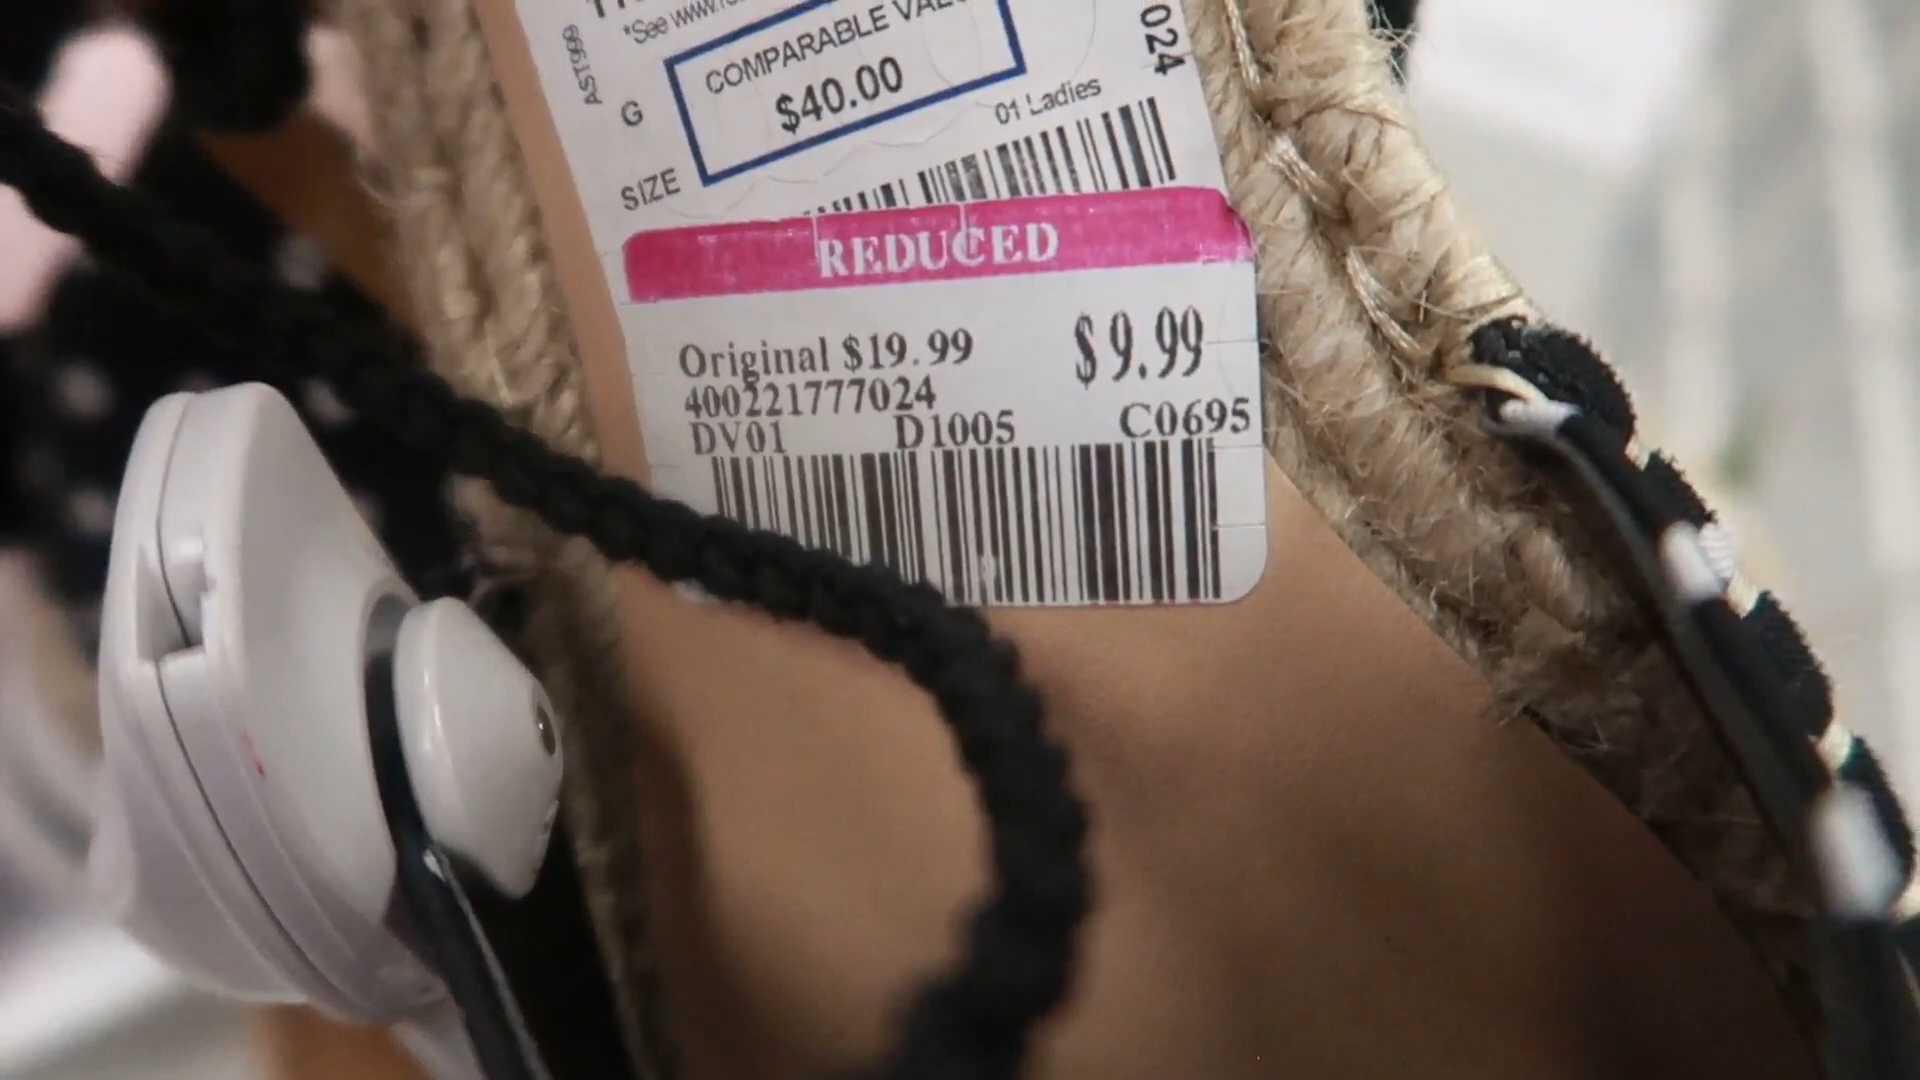 *See www.
COMPARABLE
$40.00
G
01 Ladies
SIZE
AST999
024
REDUCED
Original $19.99
$9.99
400221777024
DV01 D1005 C0695